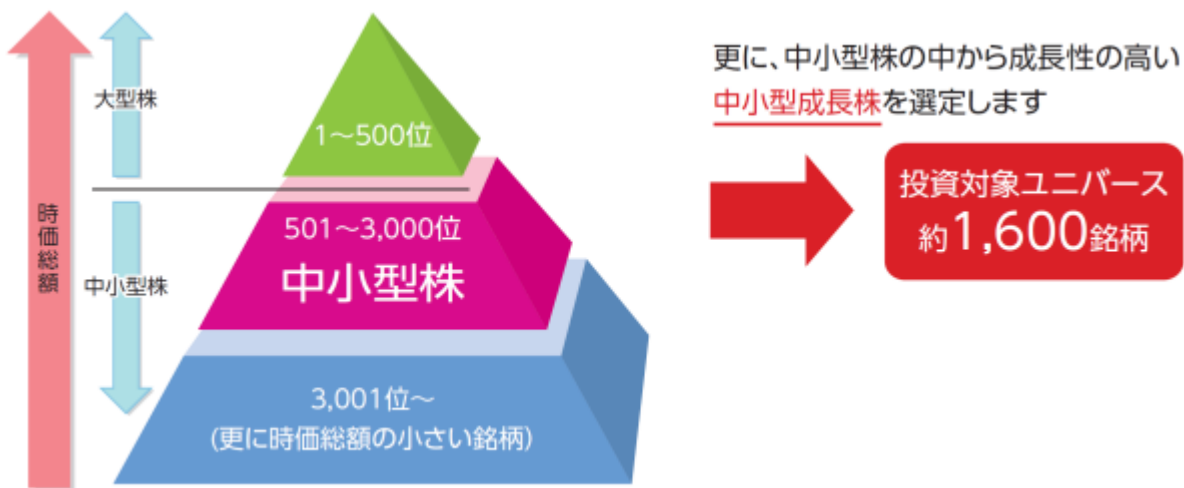 時価総額
大型株
中小型株
1～500位
501～3,000位
中小型株
3,001位～
(更に時価総額の小さい銘柄)
更に、中小型株の中から成長性の高い
中小型成長株を選定します
投資対象ユニバース
約1,600銘柄